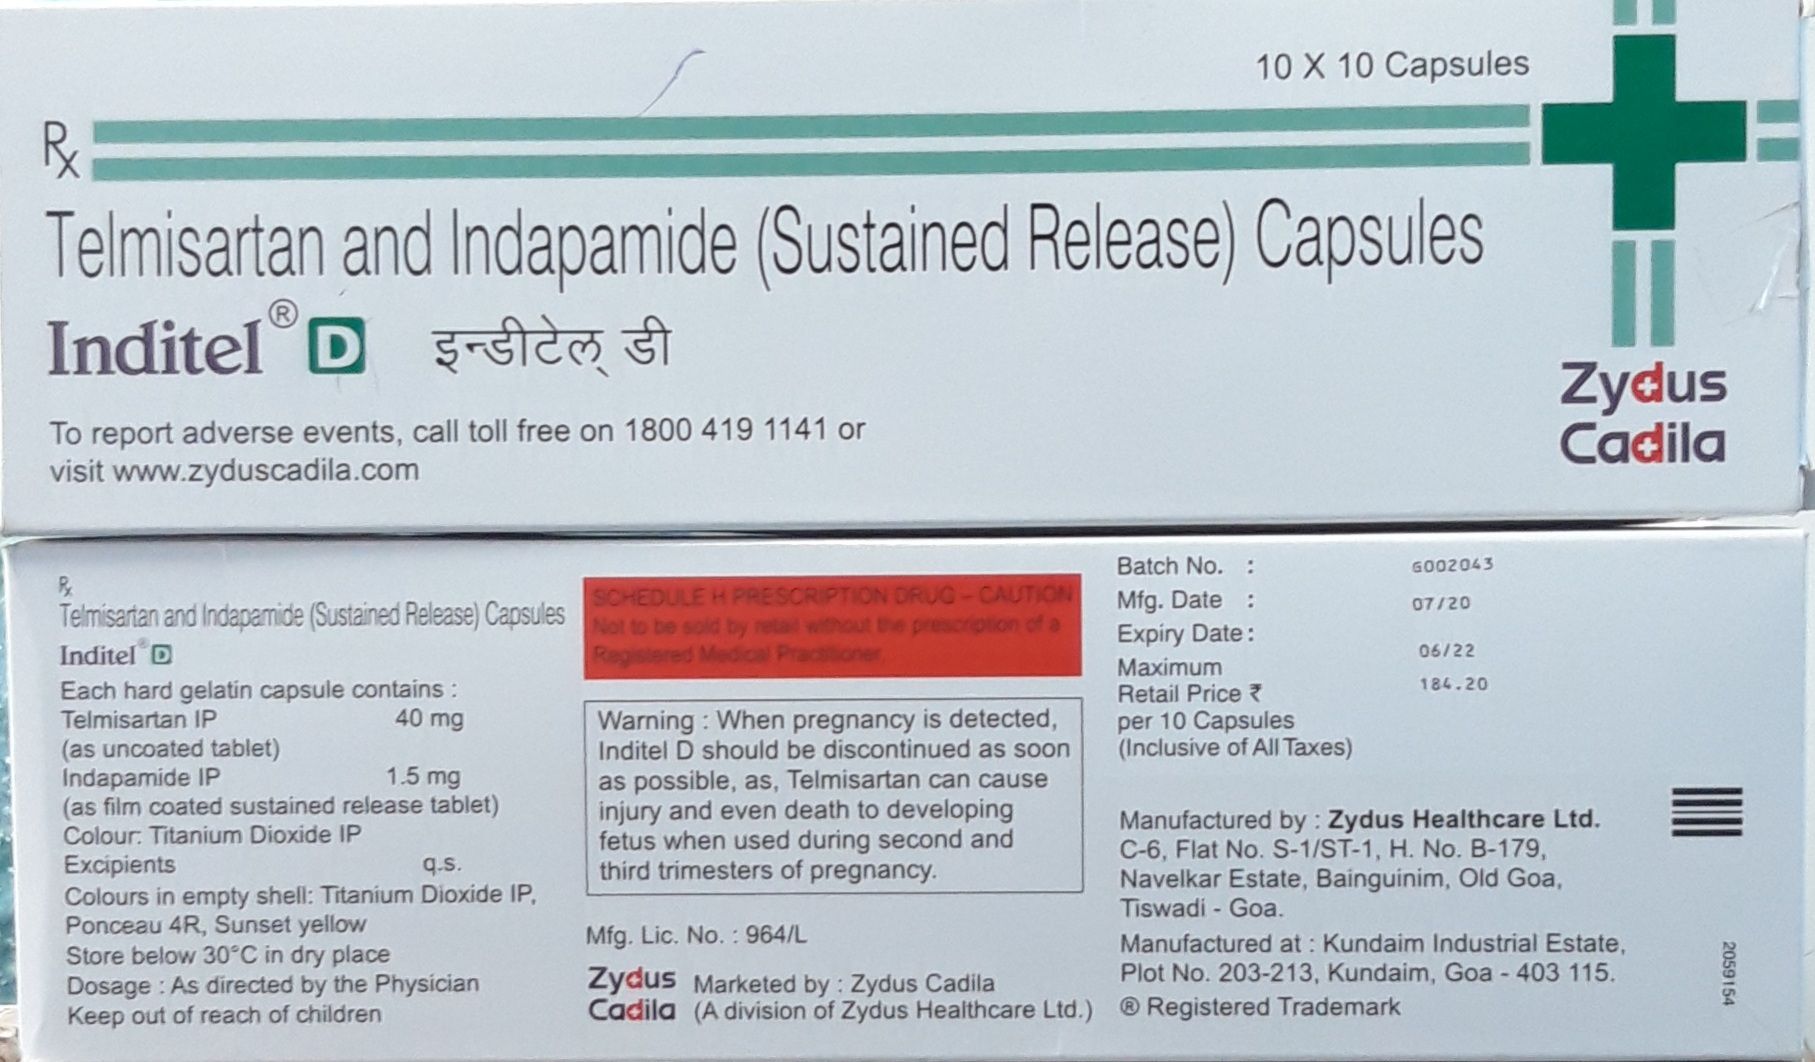 10 X 10 Capsules
Rx
Telmisartan and Indapamide (Sustained Release) Capsules
Inditel® D इन्डीटेल् डी
To report adverse events, call toll free on 1800 419 1141 or
visit www.zyduscadila.com
Zydus
Cadila
Rx
Telmisartan and Indapamide (Sustained Release) Capsules
Inditel® D
Each hard gelatin capsule contains :
Telmisartan IP 40 mg
(as uncoated tablet)
Indapamide IP 1.5 mg
(as film coated sustained release tablet)
Colour: Titanium Dioxide IP
Excipients q.s.
Colours in empty shell: Titanium Dioxide IP,
Ponceau 4R, Sunset yellow
Store below 30°C in dry place
Dosage : As directed by the Physician
Keep out of reach of children
SCHEDULE H PRESCRIPTION DRUG – CAUTION
Not to be sold by retail without the prescription of a
Registered Medical Practitioner.
Warning : When pregnancy is detected,
Inditel D should be discontinued as soon
as possible, as, Telmisartan can cause
injury and even death to developing
fetus when used during second and
third trimesters of pregnancy.
Mfg. Lic. No. : 964/L
Zydus
Cadila
Marketed by : Zydus Cadila
(A division of Zydus Healthcare Ltd.)
Batch No. : G002043
Mfg. Date : 07/20
Expiry Date : 06/22
Maximum
Retail Price ₹ 184.20
per 10 Capsules
(Inclusive of All Taxes)
Manufactured by : Zydus Healthcare Ltd.
C-6, Flat No. S-1/ST-1, H. No. B-179,
Navelkar Estate, Bainguinim, Old Goa,
Tiswadi - Goa.
Manufactured at : Kundaim Industrial Estate,
Plot No. 203-213, Kundaim, Goa - 403 115.
® Registered Trademark
2059154